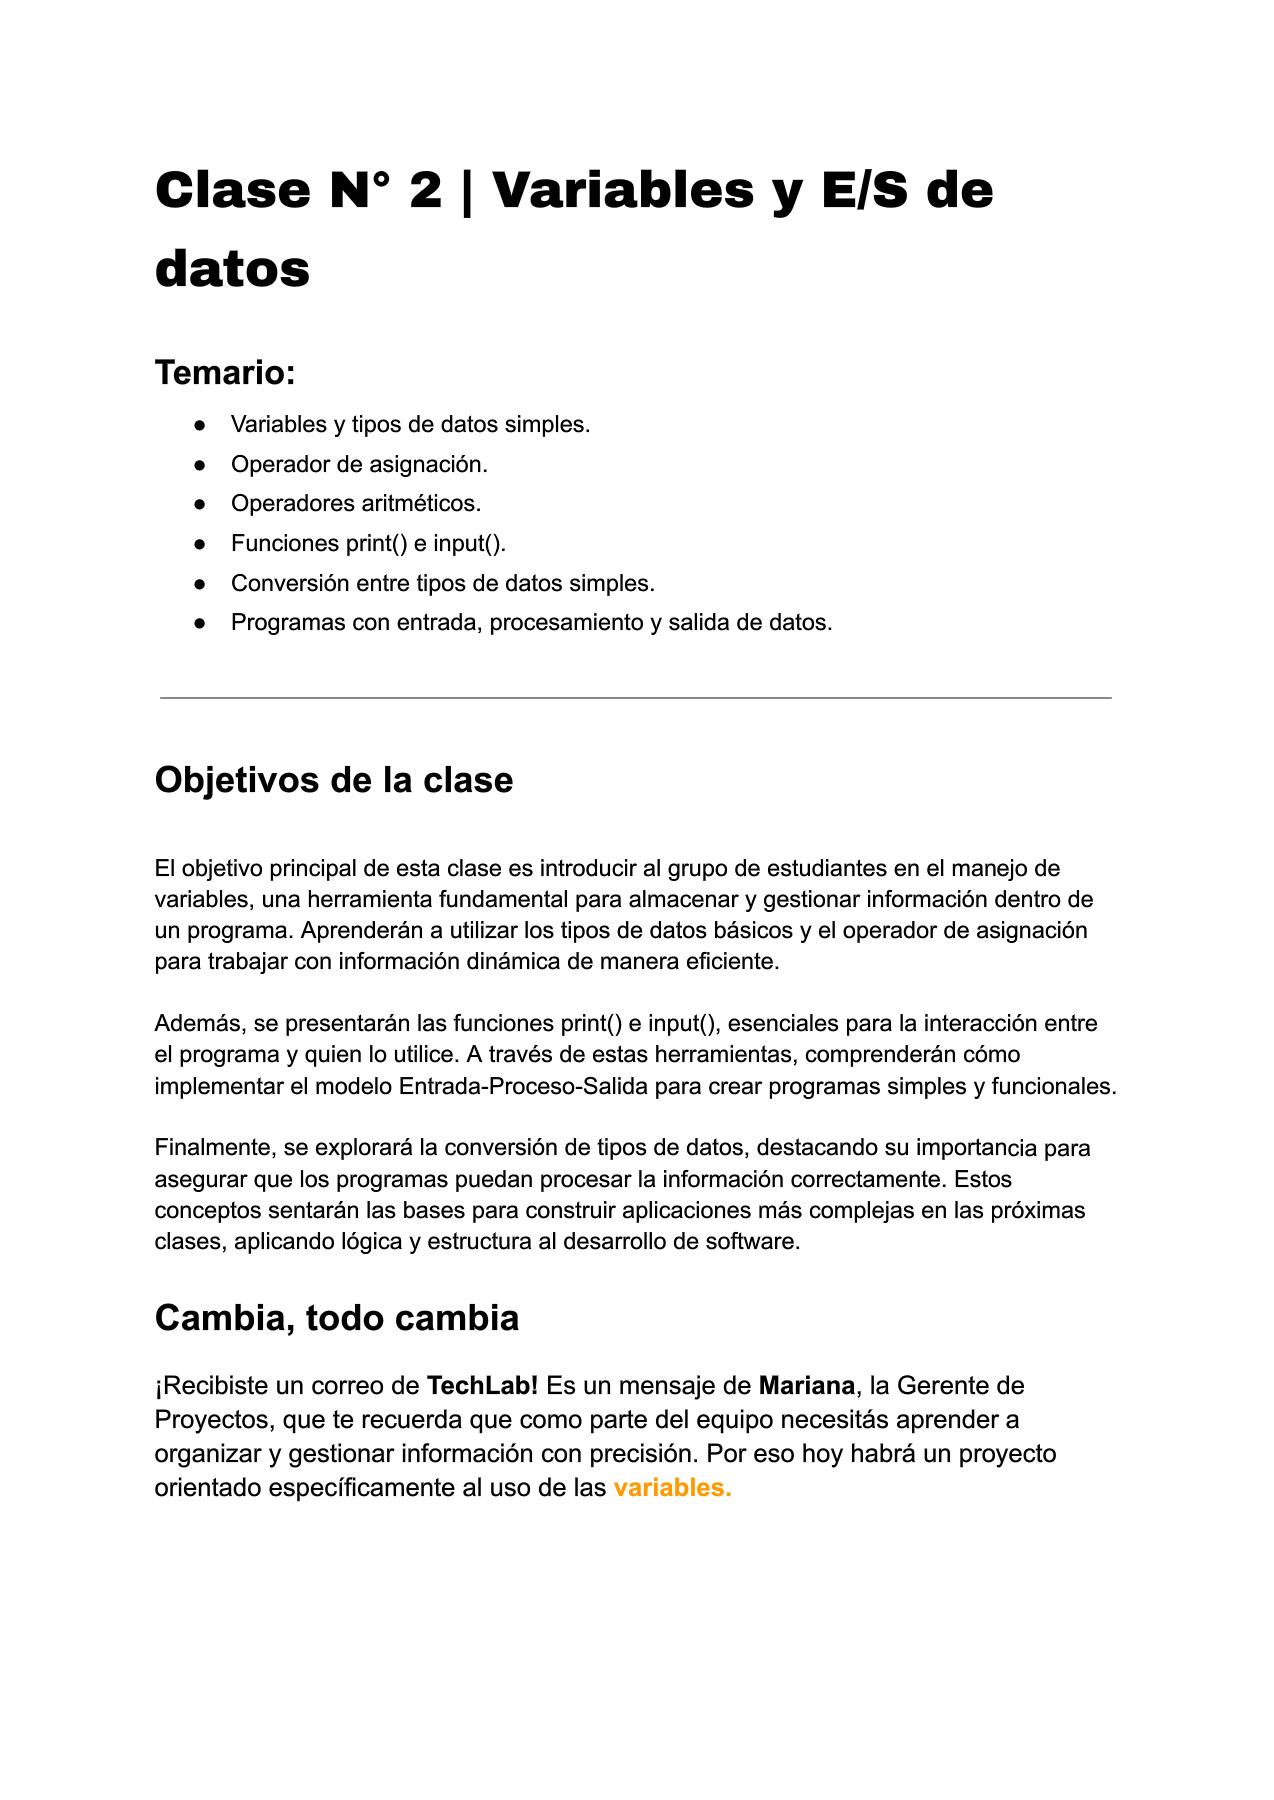 Clase N° 2 | Variables y E/S de
datos
Temario:
● Variables y tipos de datos simples.
● Operador de asignación.
● Operadores aritméticos.
● Funciones print() e input().
● Conversión entre tipos de datos simples.
● Programas con entrada, procesamiento y salida de datos.
Objetivos de la clase
El objetivo principal de esta clase es introducir al grupo de estudiantes en el manejo de
variables, una herramienta fundamental para almacenar y gestionar información dentro de
un programa. Aprenderán a utilizar los tipos de datos básicos y el operador de asignación
para trabajar con información dinámica de manera eficiente.
Además, se presentarán las funciones print() e input(), esenciales para la interacción entre
el programa y quien lo utilice. A través de estas herramientas, comprenderán cómo
implementar el modelo Entrada-Proceso-Salida para crear programas simples y funcionales.
Finalmente, se explorará la conversión de tipos de datos, destacando su importancia para
asegurar que los programas puedan procesar la información correctamente. Estos
conceptos sentarán las bases para construir aplicaciones más complejas en las próximas
clases, aplicando lógica y estructura al desarrollo de software.
Cambia, todo cambia
¡Recibiste un correo de TechLab! Es un mensaje de Mariana, la Gerente de
Proyectos, que te recuerda que como parte del equipo necesitás aprender a
organizar y gestionar información con precisión. Por eso hoy habrá un proyecto
orientado específicamente al uso de las variables.